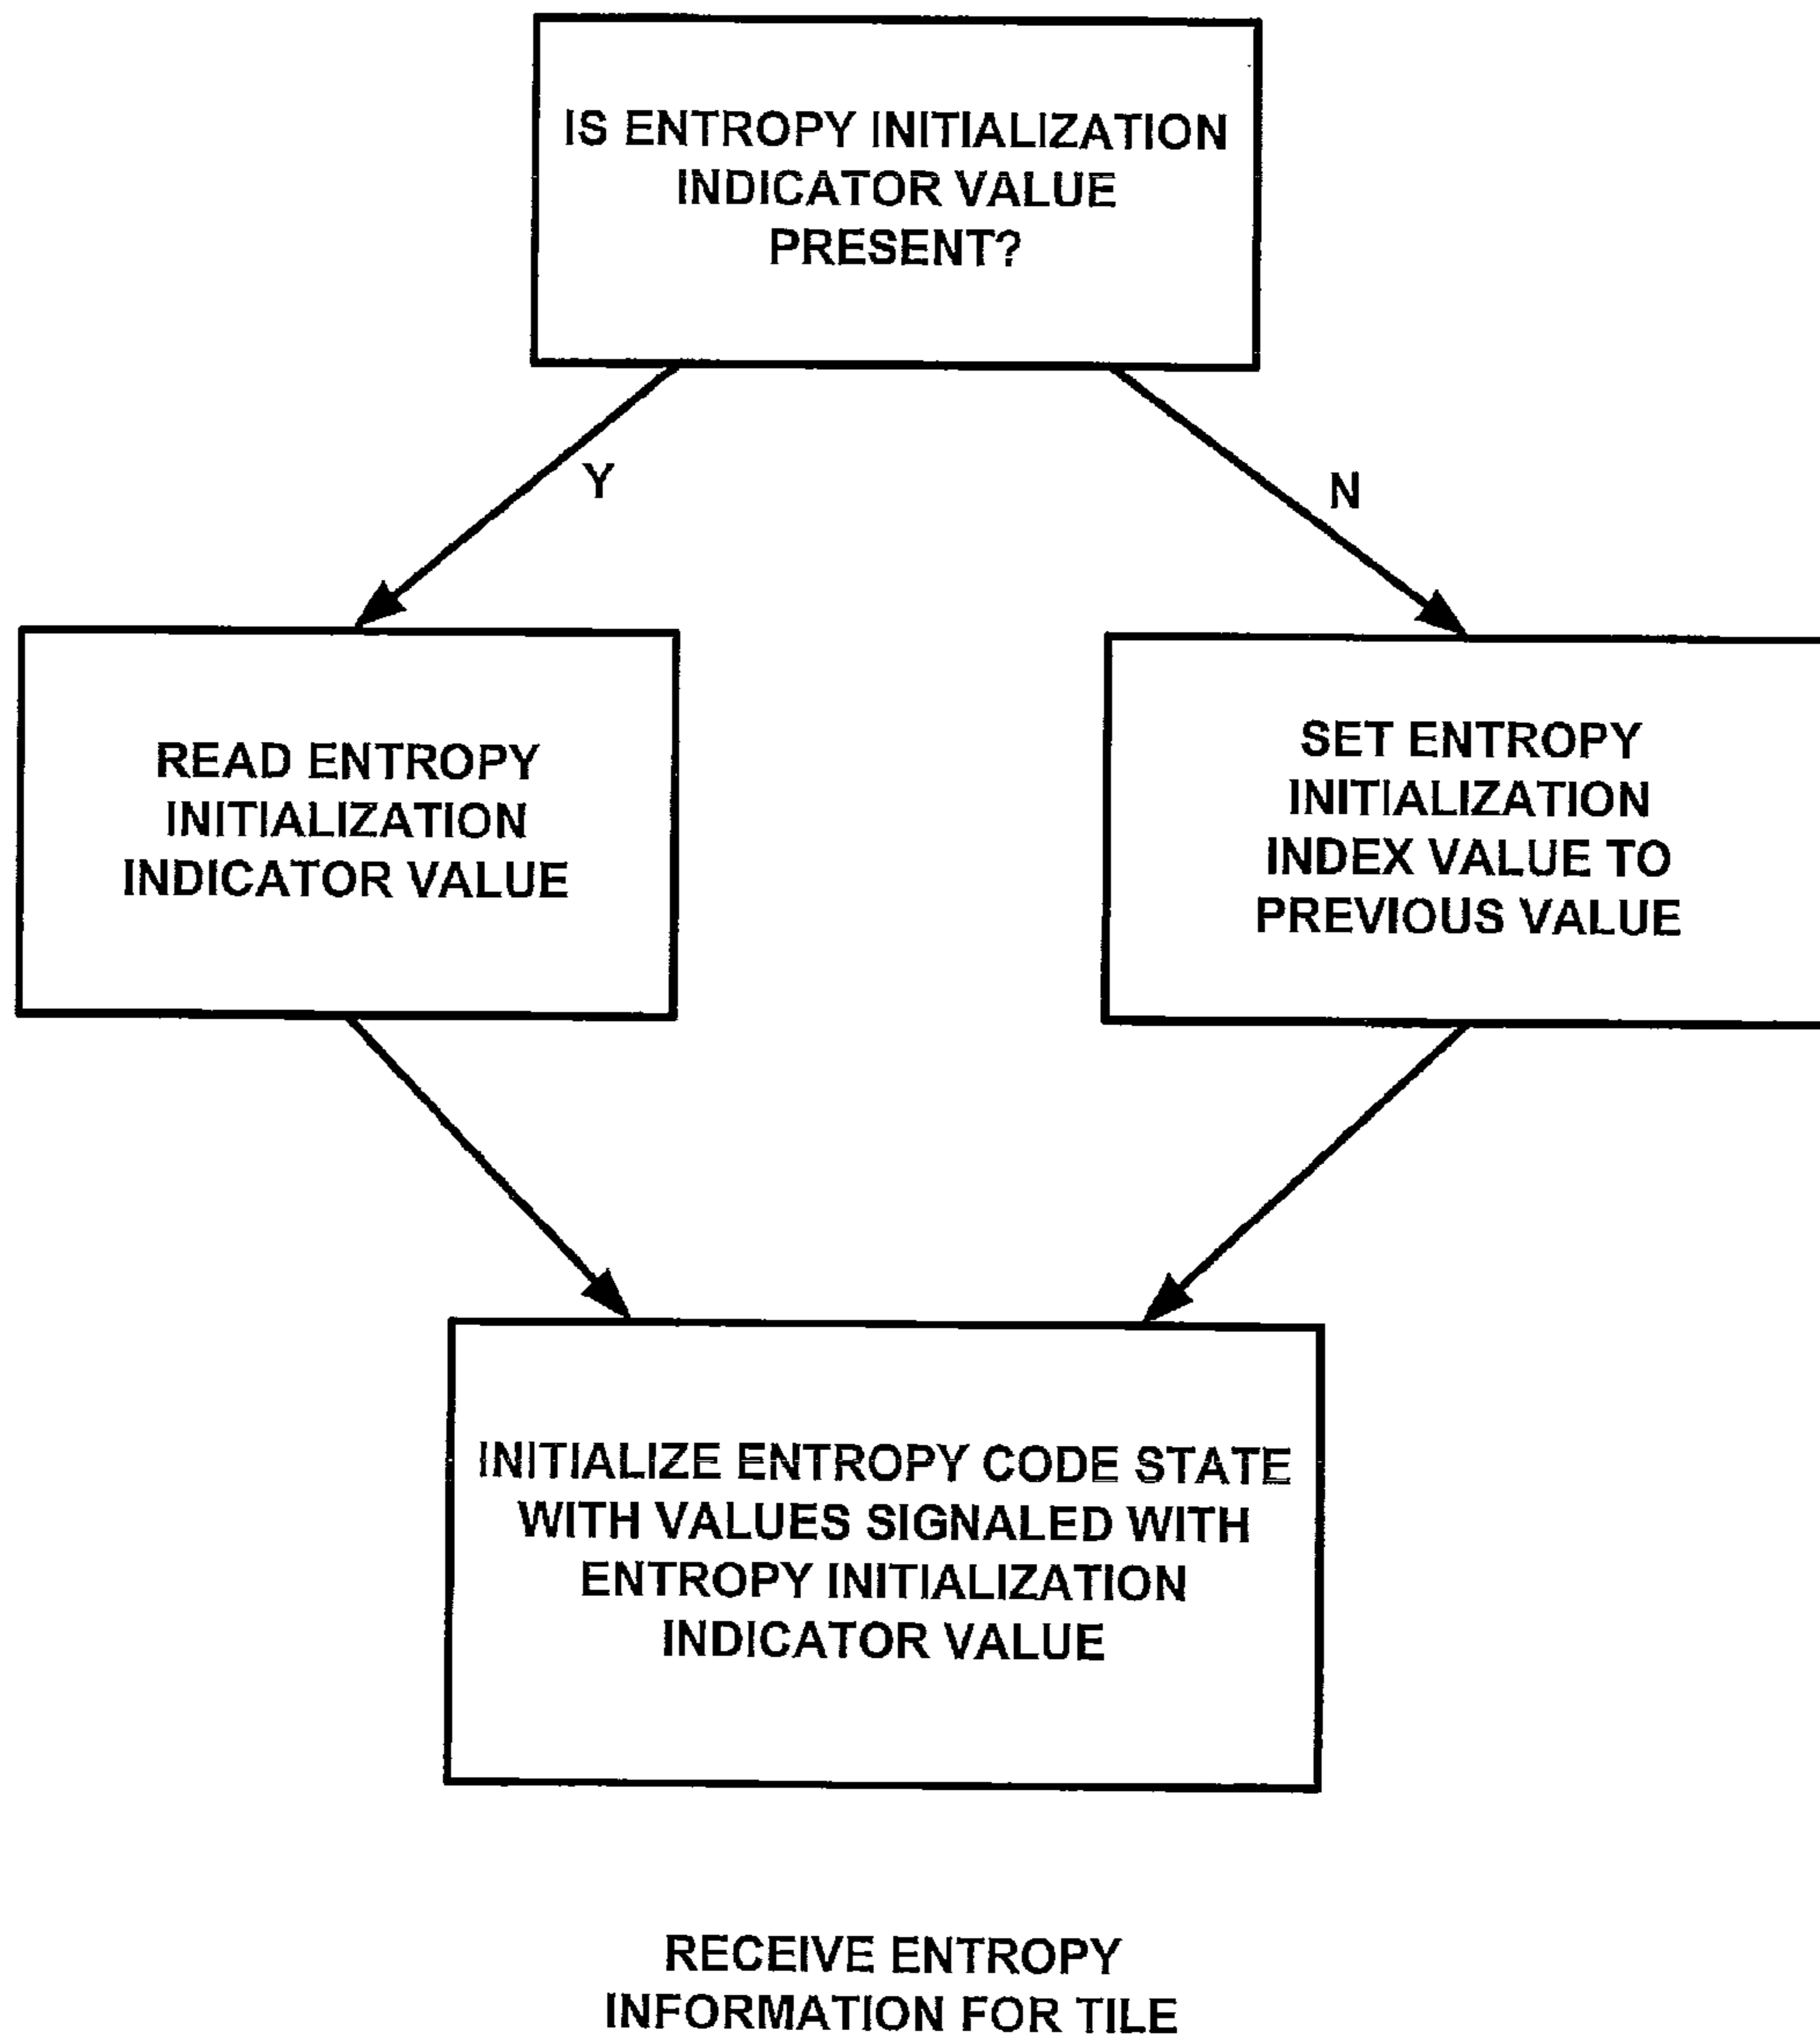 IS ENTROPY INITIALIZATION
INDICATOR VALUE
PRESENT?
Y
N
READ ENTROPY
INITIALIZATION
INDICATOR VALUE
SET ENTROPY
INITIALIZATION
INDEX VALUE TO
PREVIOUS VALUE
INITIALIZE ENTROPY CODE STATE
WITH VALUES SIGNALED WITH
ENTROPY INITIALIZATION
INDICATOR VALUE
RECEIVE ENTROPY
INFORMATION FOR TILE